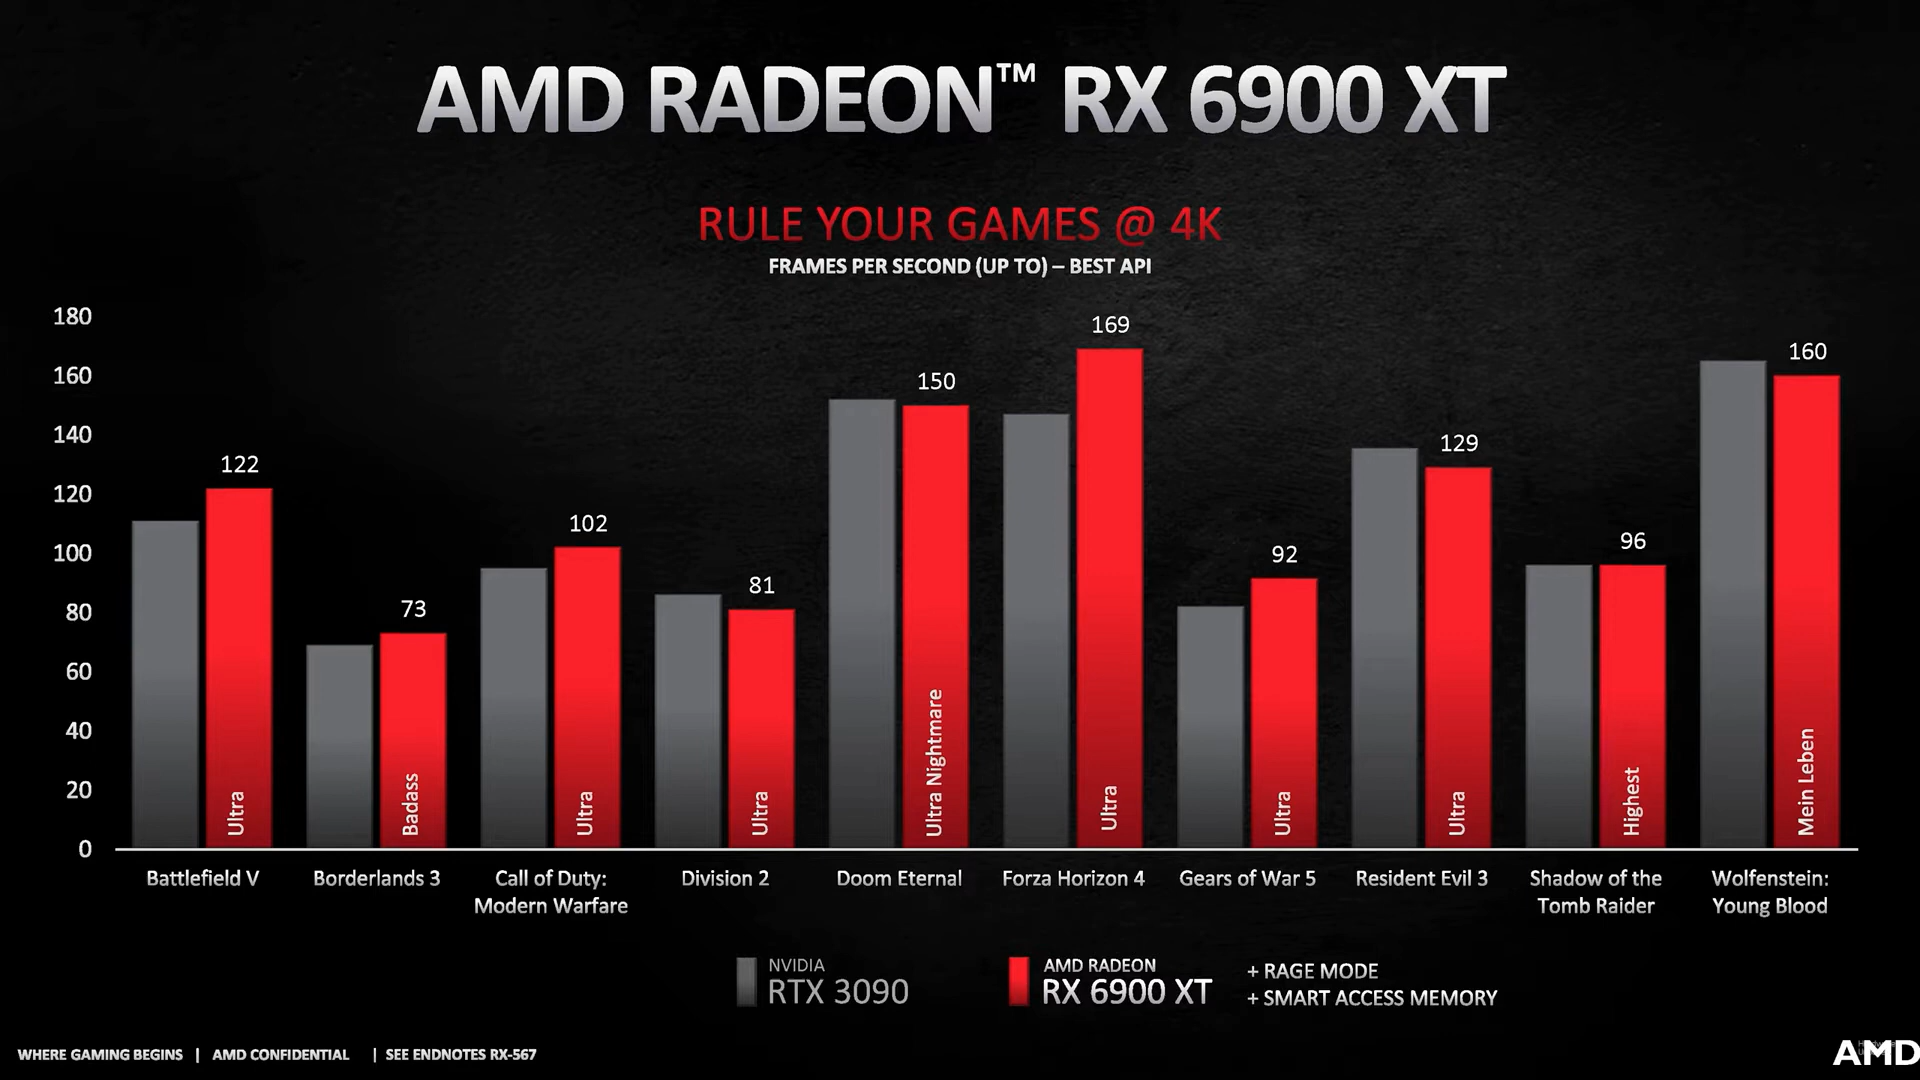 AMD RADEON™ RX 6900 XT
RULE YOUR GAMES @ 4K
FRAMES PER SECOND (UP TO) – BEST API
180
160
140
120
100
80
60
40
20
0
122
73
102
81
150
169
92
129
96
160
Ultra
Badass
Ultra
Ultra
Ultra Nightmare
Ultra
Ultra
Ultra
Highest
Mein Leben
Battlefield V
Borderlands 3
Call of Duty:
Modern Warfare
Division 2
Doom Eternal
Forza Horizon 4
Gears of War 5
Resident Evil 3
Shadow of the
Tomb Raider
Wolfenstein:
Young Blood
NVIDIA
RTX 3090
AMD RADEON
RX 6900 XT
+ RAGE MODE
+ SMART ACCESS MEMORY
WHERE GAMING BEGINS | AMD CONFIDENTIAL | SEE ENDNOTES RX-567
AMD